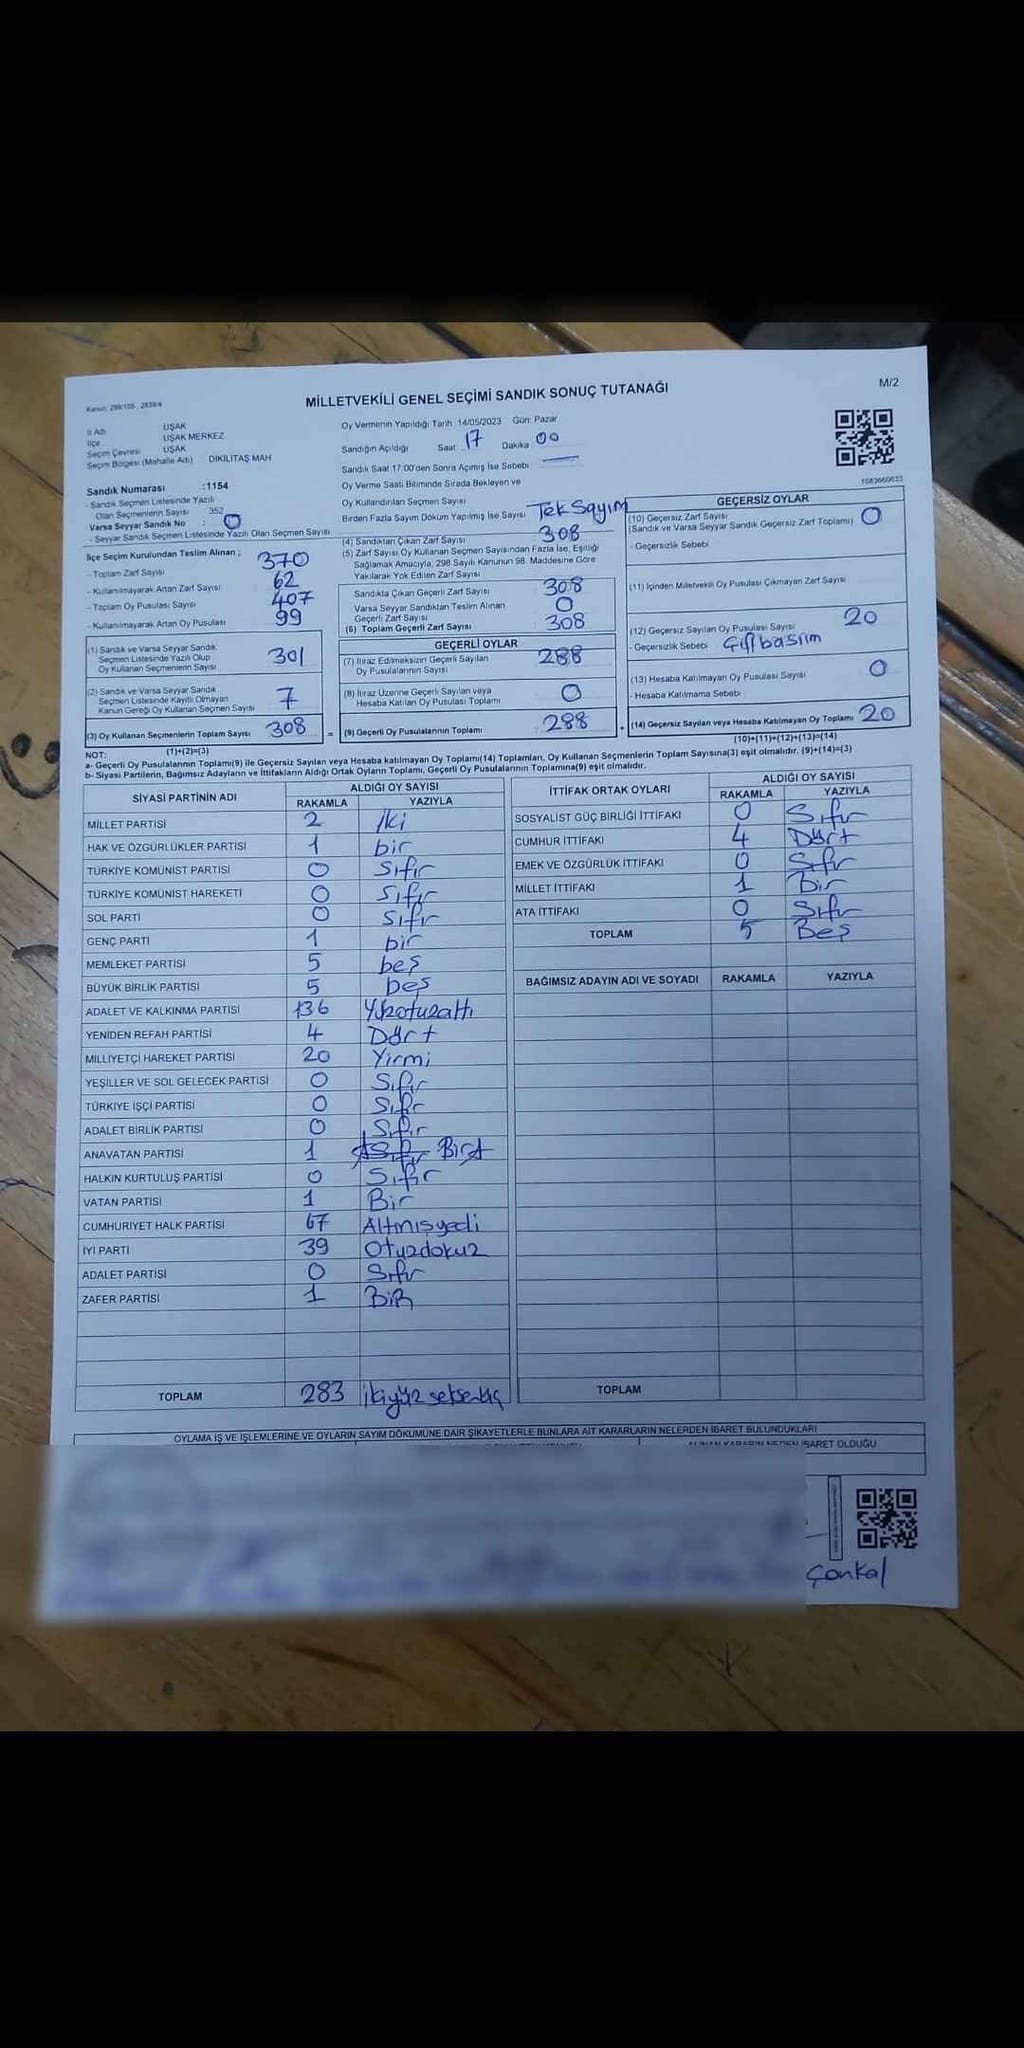 Kanun: 298/105 , 2839/4
MİLLETVEKİLİ GENEL SEÇİMİ SANDIK SONUÇ TUTANAĞI
M/2
İl Adı : UŞAK
İlçe : UŞAK MERKEZ
Seçim Çevresi : UŞAK
Seçim Bölgesi (Mahalle Adı) DİKİLİTAŞ MAH
Oy Vermenin Yapıldığı Tarih :14/05/2023 Gün: Pazar
Sandığın Açıldığı Saat 17 Dakika 00
Sandık Saat 17:00'den Sonra Açımış İse Sebebi:
Oy Verme Saati Bitiminde Sırada Bekleyen ve
Oy Kullandırılan Seçmen Sayısı
Birden Fazla Sayım Döküm Yapılmış İse Sayısı Tek Sayım
Sandık Numarası :1154
- Sandık Seçmen Listesinde Yazılı
Olan Seçmenlerin Sayısı 352
Varsa Seyyar Sandık No : 0
- Seyyar Sandık Seçmen Listesinde Yazılı Olan Seçmen Sayısı
İlçe Seçim Kurulundan Teslim Alınan ;
- Toplam Zarf Sayısı 370
- Kullanılmayarak Artan Zarf Sayısı 62
- Toplam Oy Pusulası Sayısı 407
- Kullanılmayarak Artan Oy Pusulası 99
(1) Sandık ve Varsa Seyyar Sandık
Seçmen Listesinde Yazılı Olup
Oy Kullanan Seçmenlerin Sayısı 301
(2) Sandık ve Varsa Seyyar Sandık
Seçmen Listesinde Kayıtlı Olmayan
Kanun Gereği Oy Kullanan Seçmen Sayısı 7
(3) Oy Kullanan Seçmenlerin Toplam Sayısı 308
(4) Sandıktan Çıkan Zarf Sayısı 308
(5) Zarf Sayısı Oy Kullanan Seçmen Sayısından Fazla İse, Eşitliği
Sağlamak Amacıyla, 298 Sayılı Kanunun 98. Maddesine Göre
Yakılarak Yok Edilen Zarf Sayısı
Sandıkta Çıkan Geçerli Zarf Sayısı 308
Varsa Seyyar Sandıktan Teslim Alınan
Geçerli Zarf Sayısı 0
(6) Toplam Geçerli Zarf Sayısı 308
GEÇERLİ OYLAR
(7) İtiraz Edilmeksizin Geçerli Sayılan
Oy Pusulalarının Sayısı 288
(8) İtiraz Üzerine Geçerli Sayılan veya
Hesaba Katılan Oy Pusulası Toplamı 0
= (9) Geçerli Oy Pusulalarının Toplamı 288 +
1083660633
GEÇERSİZ OYLAR
(10) Geçersiz Zarf Sayısı
(Sandık ve Varsa Seyyar Sandık Geçersiz Zarf Toplamı) 0
- Geçersizlik Sebebi
(11) İçinden Milletvekili Oy Pusulası Çıkmayan Zarf Sayısı
(12) Geçersiz Sayılan Oy Pusulası Sayısı 20
- Geçersizlik Sebebi Çift basım
(13) Hesaba Katılmayan Oy Pusulası Sayısı 0
- Hesaba Katılmama Sebebi
(14) Geçersiz Sayılan veya Hesaba Katılmayan Oy Toplamı 20
(1)+(2)=(3)
(10)+(11)+(12)+(13)=(14)
NOT:
a- Geçerli Oy Pusulalarının Toplamı(9) ile Geçersiz Sayılan veya Hesaba katılmayan Oy Toplamı(14) Toplamları, Oy Kullanan Seçmenlerin Toplam Sayısına(3) eşit olmalıdır. (9)+(14)=(3)
b- Siyasi Partilerin, Bağımsız Adayların ve İttifakların Aldığı Ortak Oyların Toplamı, Geçerli Oy Pusulalarının Toplamına(9) eşit olmalıdır.
SİYASİ PARTİNİN ADI ALDIĞI OY SAYISI
RAKAMLA YAZIYLA
MİLLET PARTİSİ 2 İki
HAK VE ÖZGÜRLÜKLER PARTİSİ 1 bir
TÜRKİYE KOMÜNİST PARTİSİ 0 Sıfır
TÜRKİYE KOMÜNİST HAREKETİ 0 Sıfır
SOL PARTİ 0 Sıfır
GENÇ PARTİ 1 bir
MEMLEKET PARTİSİ 5 beş
BÜYÜK BİRLİK PARTİSİ 5 beş
ADALET VE KALKINMA PARTİSİ 136 Yüzotuzaltı
YENİDEN REFAH PARTİSİ 4 Dört
MİLLİYETÇİ HAREKET PARTİSİ 20 Yirmi
YEŞİLLER VE SOL GELECEK PARTİSİ 0 Sıfır
TÜRKİYE İŞÇİ PARTİSİ 0 Sıfır
ADALET BİRLİK PARTİSİ 0 Sıfır
ANAVATAN PARTİSİ 1 Bir
HALKIN KURTULUŞ PARTİSİ 0 Sıfır
VATAN PARTİSİ 1 Bir
CUMHURİYET HALK PARTİSİ 67 Altmışyedi
İYİ PARTİ 39 Otuzdokuz
ADALET PARTİSİ 0 Sıfır
ZAFER PARTİSİ 1 BİR
TOPLAM 283 İkiyüz seksenüç
İTTİFAK ORTAK OYLARI ALDIĞI OY SAYISI
RAKAMLA YAZIYLA
SOSYALIST GÜÇ BİRLİĞİ İTTİFAKI 0 Sıfır
CUMHUR İTTİFAKI 4 Dört
EMEK VE ÖZGÜRLÜK İTTİFAKI 0 Sıfır
MİLLET İTTİFAKI 1 Bir
ATA İTTİFAKI 0 Sıfır
TOPLAM 5 Beş
BAĞIMSIZ ADAYIN ADI VE SOYADI RAKAMLA YAZIYLA
TOPLAM
OYLAMA İŞ VE İŞLEMLERİNE VE OYLARIN SAYIM DÖKÜMÜNE DAİR ŞİKAYETLERLE BUNLARA AİT KARARLARIN NELERDEN İBARET BULUNDUKLARI
ALINAN KARARIN NEDEN İBARET OLDUĞU
Çonkal